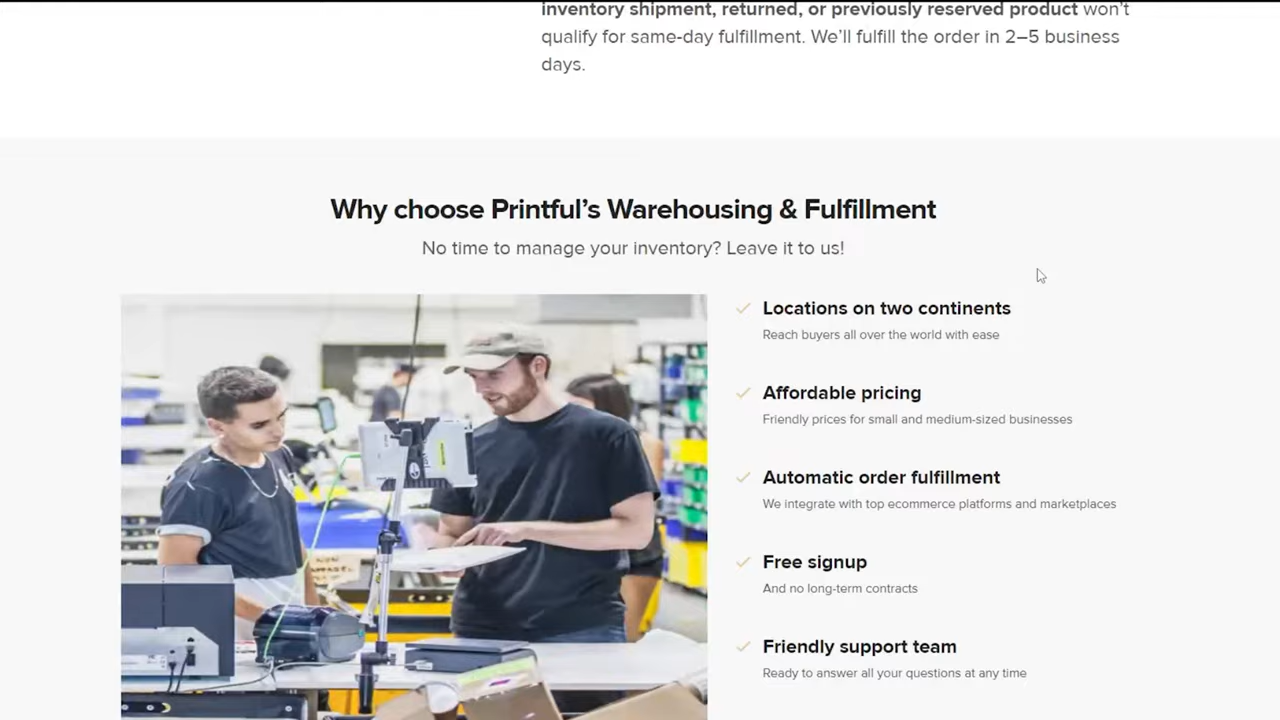 inventory shipment, returned, or previously reserved product won’t
qualify for same-day fulfillment. We’ll fulfill the order in 2–5 business
days.
Why choose Printful’s Warehousing & Fulfillment
No time to manage your inventory? Leave it to us!
Locations on two continents
Reach buyers all over the world with ease
Affordable pricing
Friendly prices for small and medium-sized businesses
Automatic order fulfillment
We integrate with top ecommerce platforms and marketplaces
Free signup
And no long-term contracts
Friendly support team
Ready to answer all your questions at any time